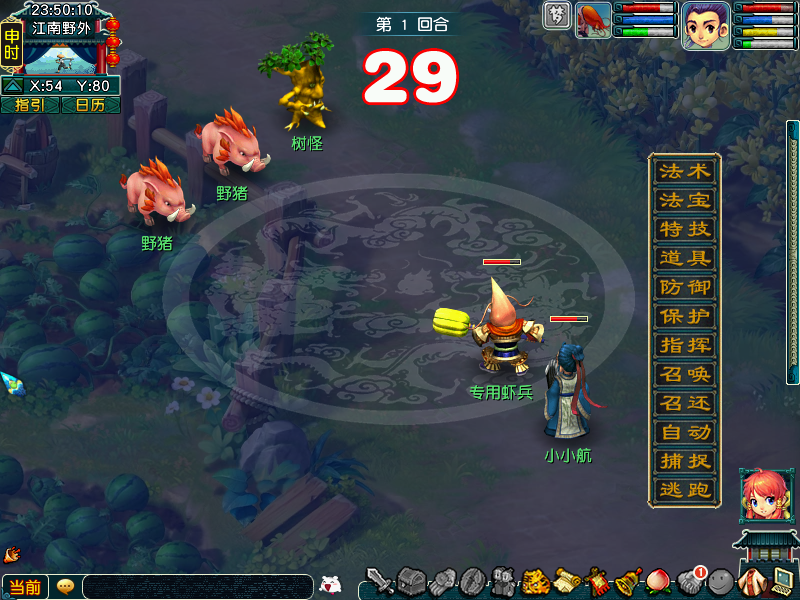 23:50:10
江南野外
申时
X:54 Y:80
指引 日历
第 1 回合
29
梦
树怪
野猪
野猪
专用虾兵
小小航
法术
法宝
特技
道具
防御
保护
指挥
召唤
召还
自动
捕捉
逃跑
当前
1